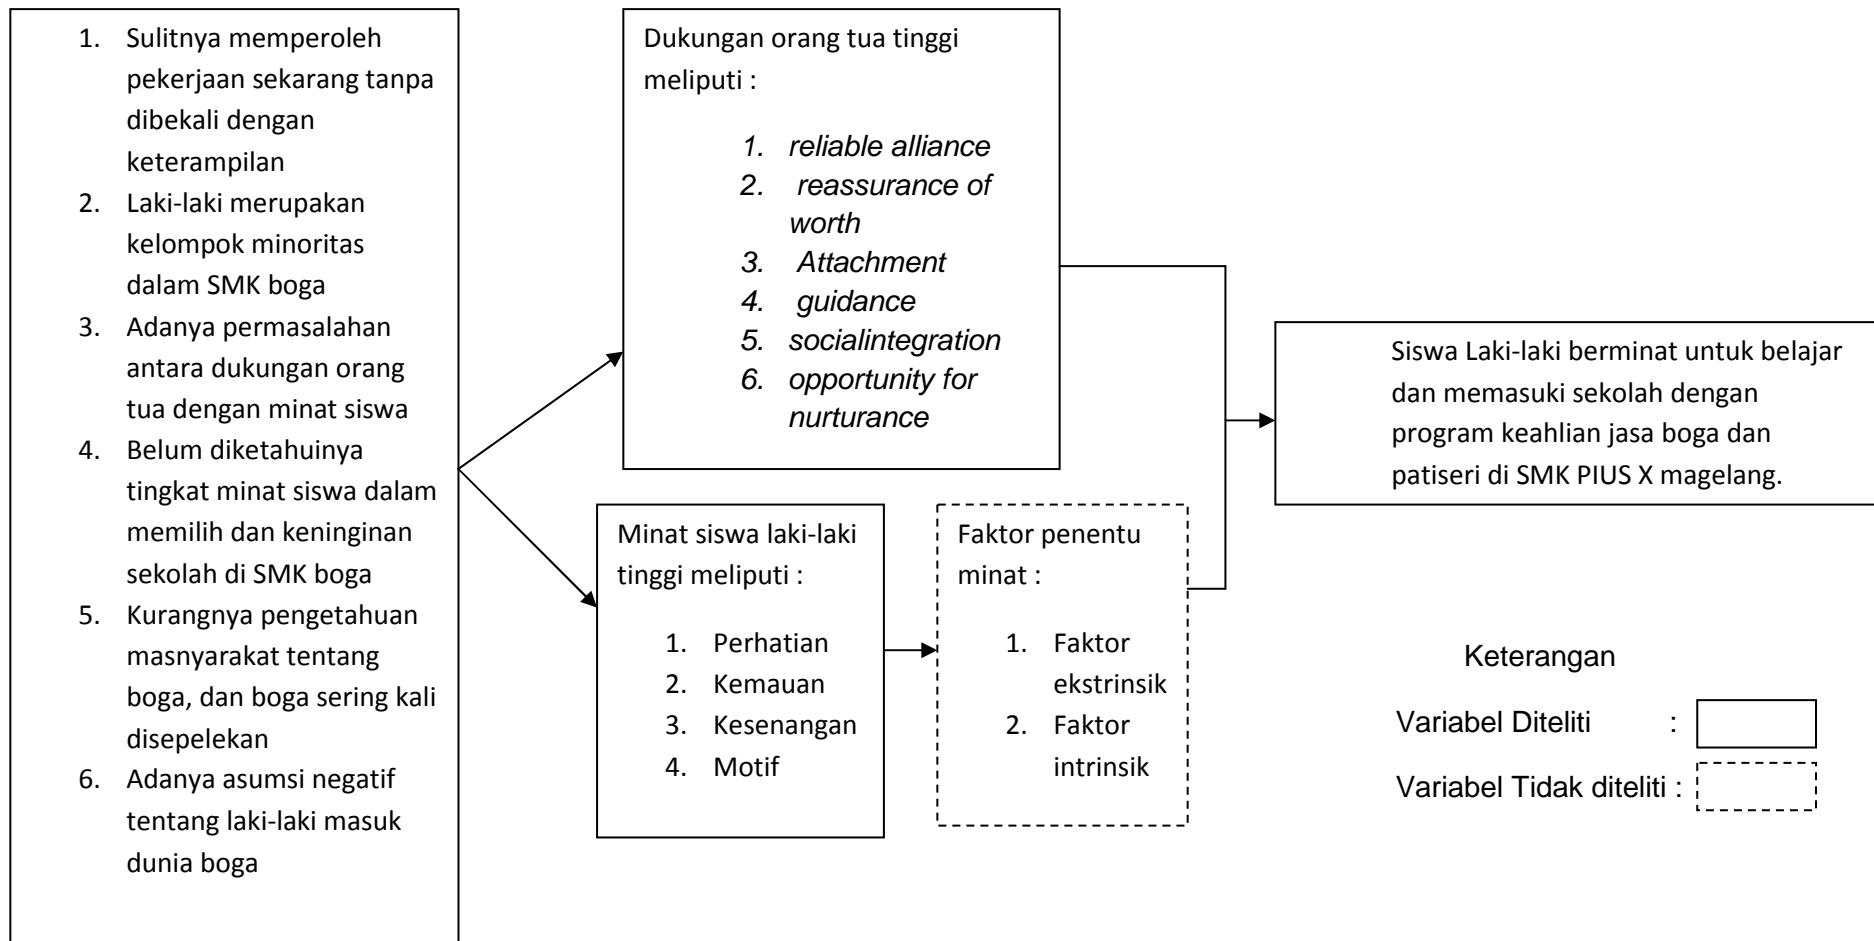 1. Sulitnya memperoleh
pekerjaan sekarang tanpa
dibekali dengan
keterampilan
2. Laki-laki merupakan
kelompok minoritas
dalam SMK boga
3. Adanya permasalahan
antara dukungan orang
tua dengan minat siswa
4. Belum diketahuinya
tingkat minat siswa dalam
memilih dan keninginan
sekolah di SMK boga
5. Kurangnya pengetahuan
masnyarakat tentang
boga, dan boga sering kali
disepelekan
6. Adanya asumsi negatif
tentang laki-laki masuk
dunia boga
Dukungan orang tua tinggi
meliputi :
1. reliable alliance
2. reassurance of
worth
3. Attachment
4. guidance
5. socialintegration
6. opportunity for
nurturance
Minat siswa laki-laki
tinggi meliputi :
1. Perhatian
2. Kemauan
3. Kesenangan
4. Motif
Faktor penentu
minat :
1. Faktor
ekstrinsik
2. Faktor
intrinsik
Siswa Laki-laki berminat untuk belajar
dan memasuki sekolah dengan
program keahlian jasa boga dan
patiseri di SMK PIUS X magelang.
Keterangan
Variabel Diteliti :
Variabel Tidak diteliti :